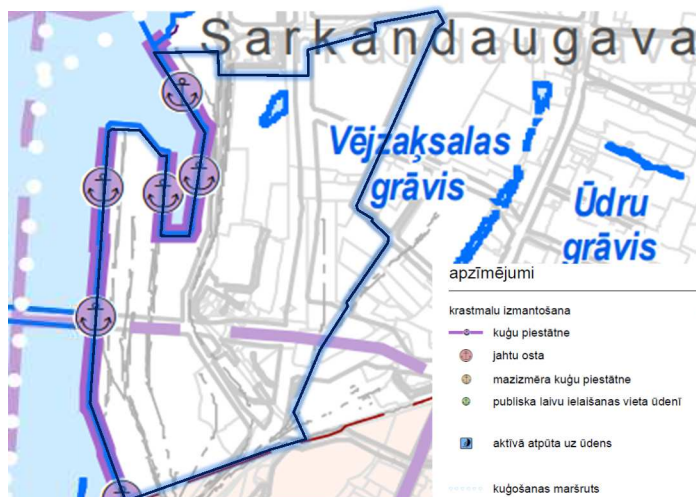 Sarkandaugava
Vējzaķsalas
grāvis
Ūdru
grāvis
apzīmējumi
krastmalu izmantošana
kuģu piestātne
jahtu osta
mazizmēra kuģu piestātne
publiska laivu ielaišanas vieta ūdenī
aktīvā atpūta uz ūdens
kuģošanas maršruts